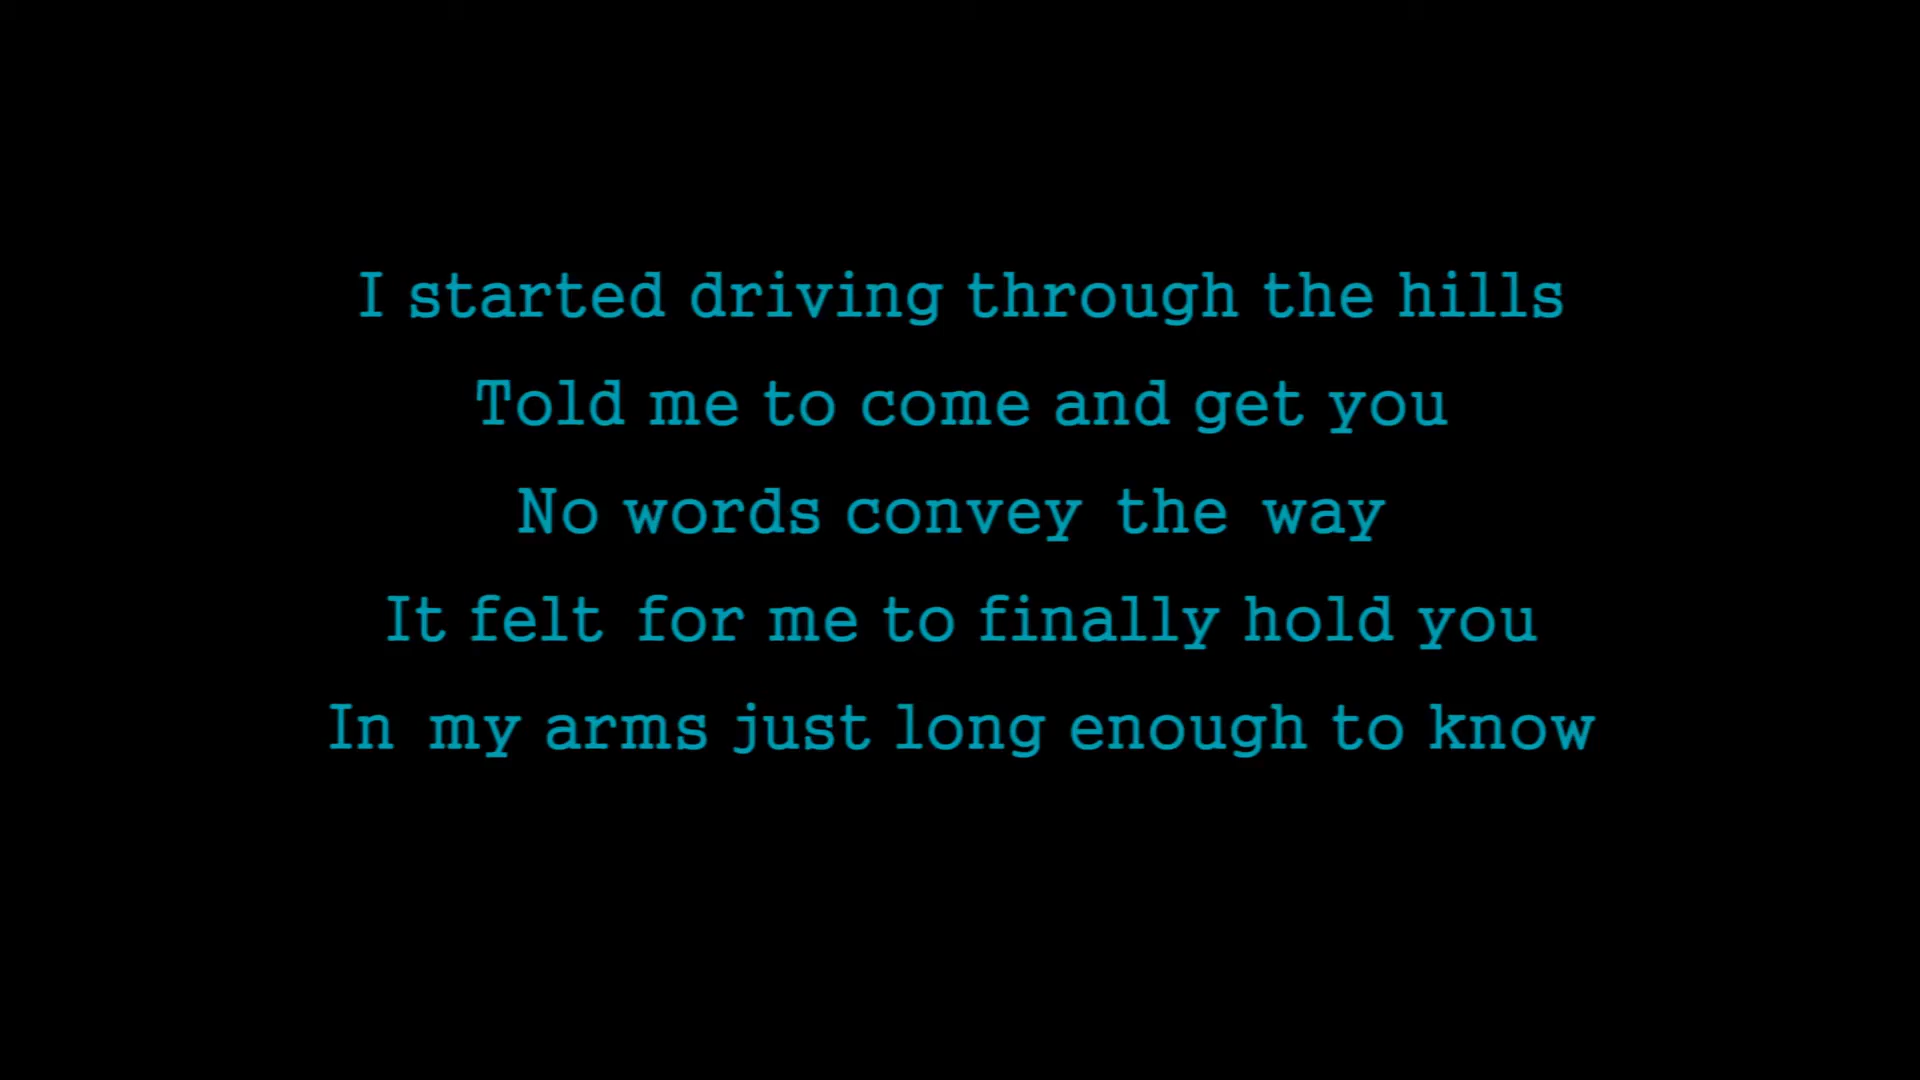 I started driving through the hills
Told me to come and get you
No words convey the way
It felt for me to finally hold you
In my arms just long enough to know